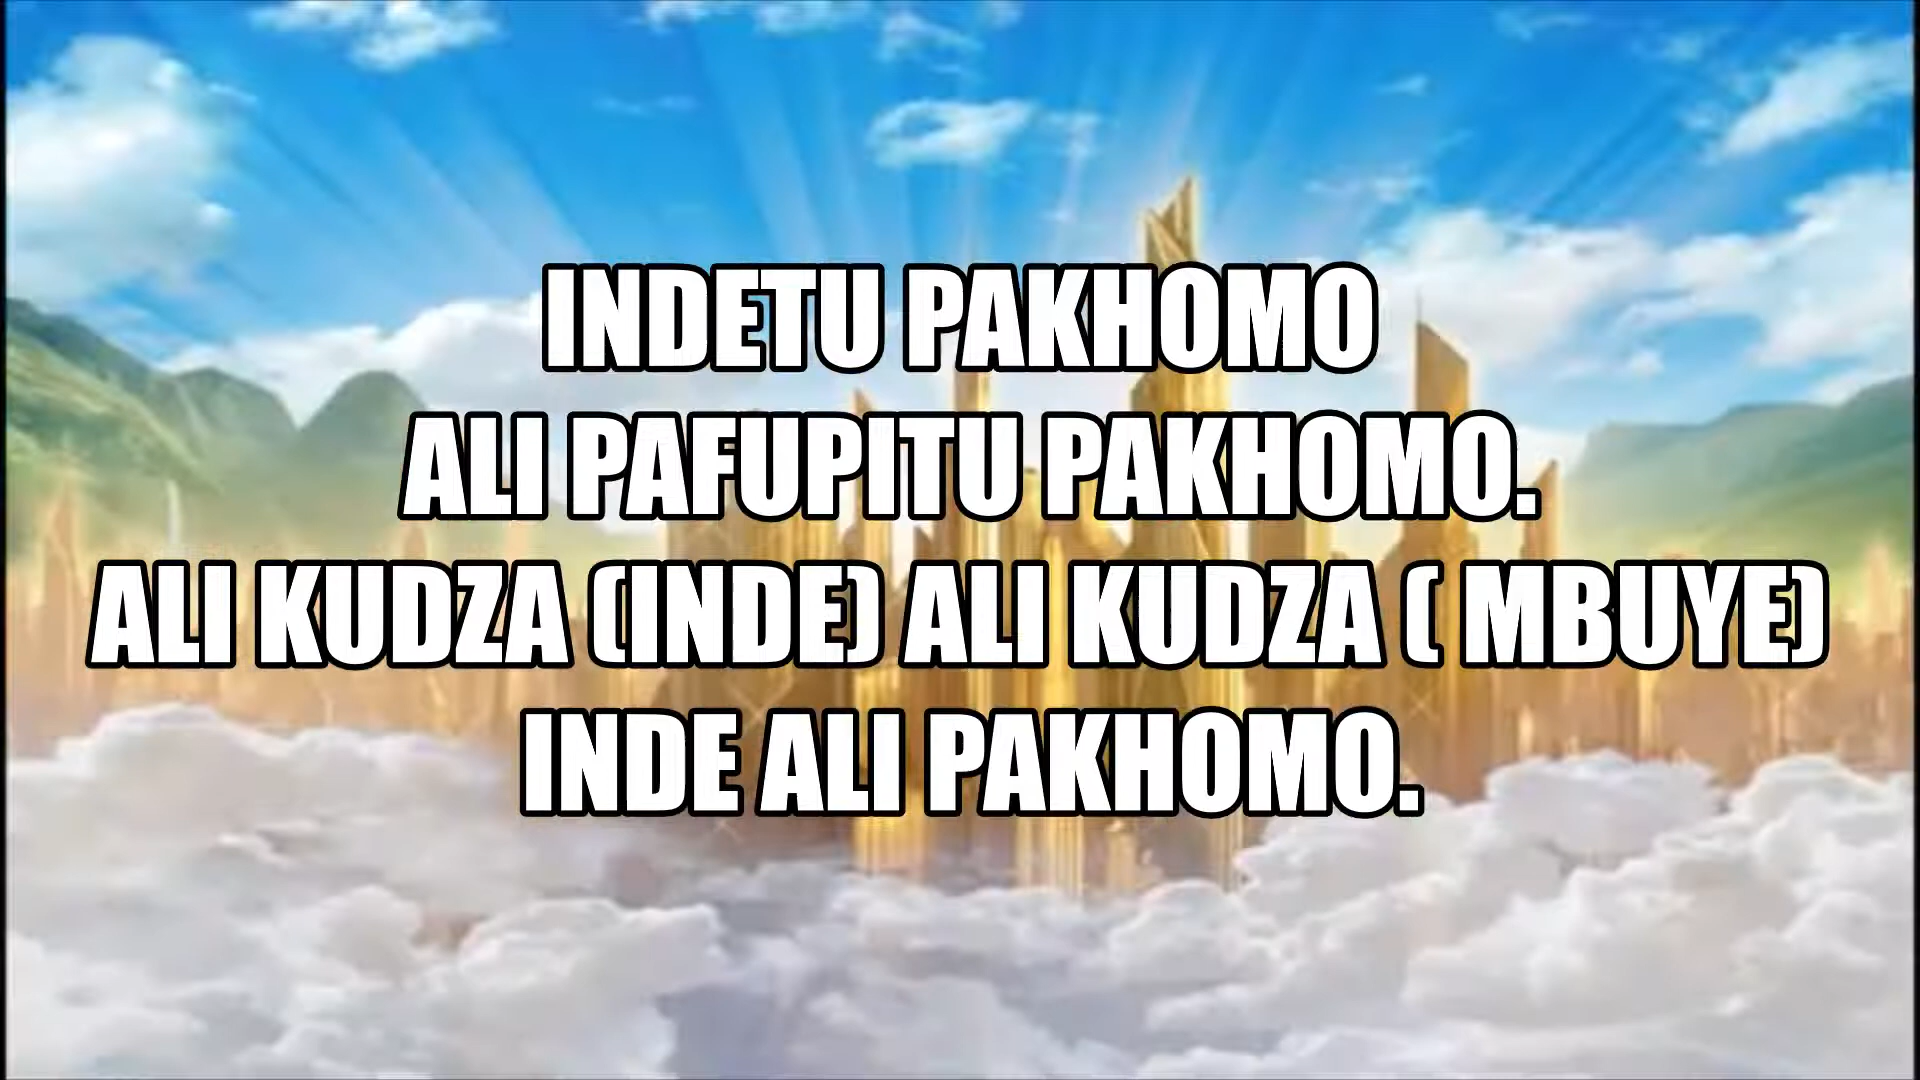 INDETU PAKHOMO
ALI PAFUPITU PAKHOMO.
ALI KUDZA (INDE) ALI KUDZA ( MBUYE)
INDE ALI PAKHOMO.